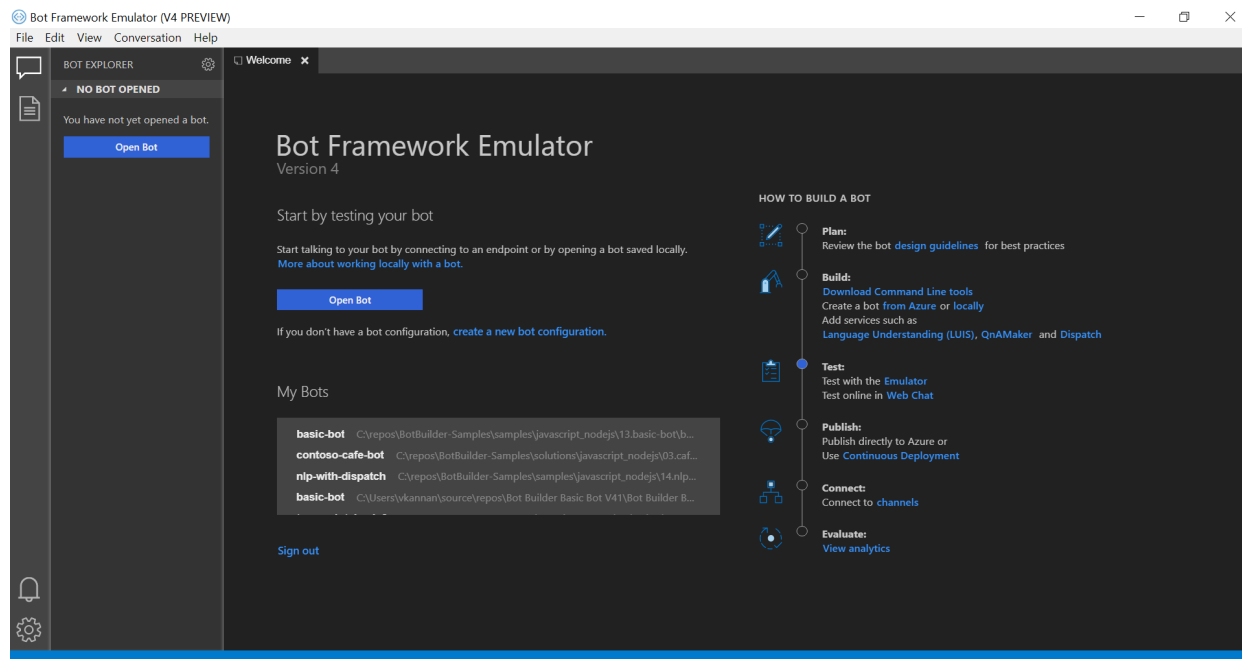 Bot Framework Emulator (V4 PREVIEW)
File Edit View Conversation Help
BOT EXPLORER
NO BOT OPENED
You have not yet opened a bot.
Open Bot
Welcome
Bot Framework Emulator
Version 4
Start by testing your bot
Start talking to your bot by connecting to an endpoint or by opening a bot saved locally.
More about working locally with a bot.
Open Bot
If you don't have a bot configuration, create a new bot configuration.
My Bots
basic-bot C:\repos\BotBuilder-Samples\samples\javascript_nodejs\13.basic-bot\b...
contoso-cafe-bot C:\repos\BotBuilder-Samples\solutions\javascript_nodejs\03.caf...
nlp-with-dispatch C:\repos\BotBuilder-Samples\samples\javascript_nodejs\14.nlp...
basic-bot C:\Users\vkannan\source\repos\Bot Builder Basic Bot V41\Bot Builder B...
Sign out
HOW TO BUILD A BOT
Plan:
Review the bot design guidelines for best practices
Build:
Download Command Line tools
Create a bot from Azure or locally
Add services such as
Language Understanding (LUIS), QnAMaker and Dispatch
Test:
Test with the Emulator
Test online in Web Chat
Publish:
Publish directly to Azure or
Use Continuous Deployment
Connect:
Connect to channels
Evaluate:
View analytics